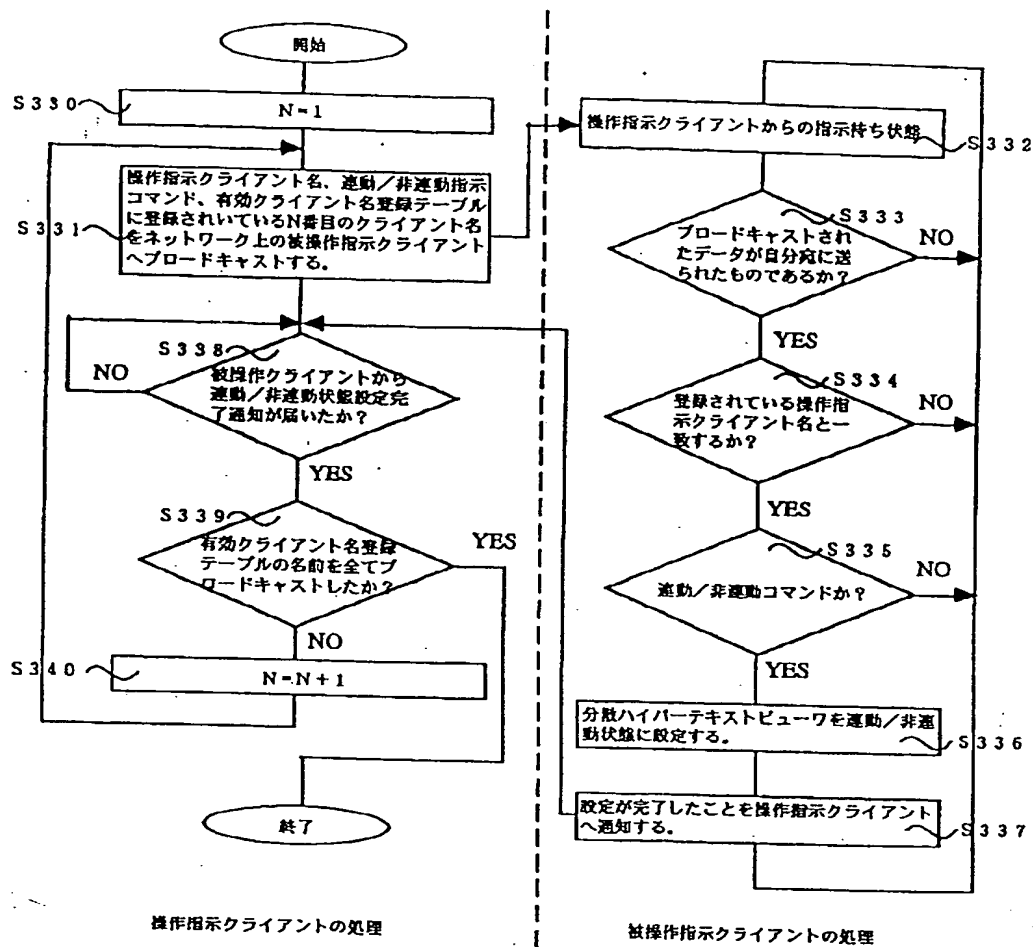 開始
S330
N=1
S331
操作指示クライアント名、連動/非連動指示
コマンド、有効クライアント名登録テーブル
に登録されいているN番目のクライアント名
をネットワーク上の被操作指示クライアント
へブロードキャストする。
S338
被操作クライアントから
連動/非連動状態設定完
了通知が届いたか?
NO
YES
S339
有効クライアント名登録
テーブルの名前を全てブ
ロードキャストしたか?
YES
NO
S340
N=N+1
終了
操作指示クライアントの処理
操作指示クライアントからの指示待ち状態
S332
S333
ブロードキャストされ
たデータが自分宛に送
られたものであるか?
NO
YES
S334
登録されている操作指
示クライアント名と一
致するか?
NO
YES
S335
連動/非連動コマンドか?
NO
YES
分散ハイパーテキストビューワを連動/非連
動状態に設定する。
S336
設定が完了したことを操作指示クライアント
へ通知する。
S337
被操作指示クライアントの処理